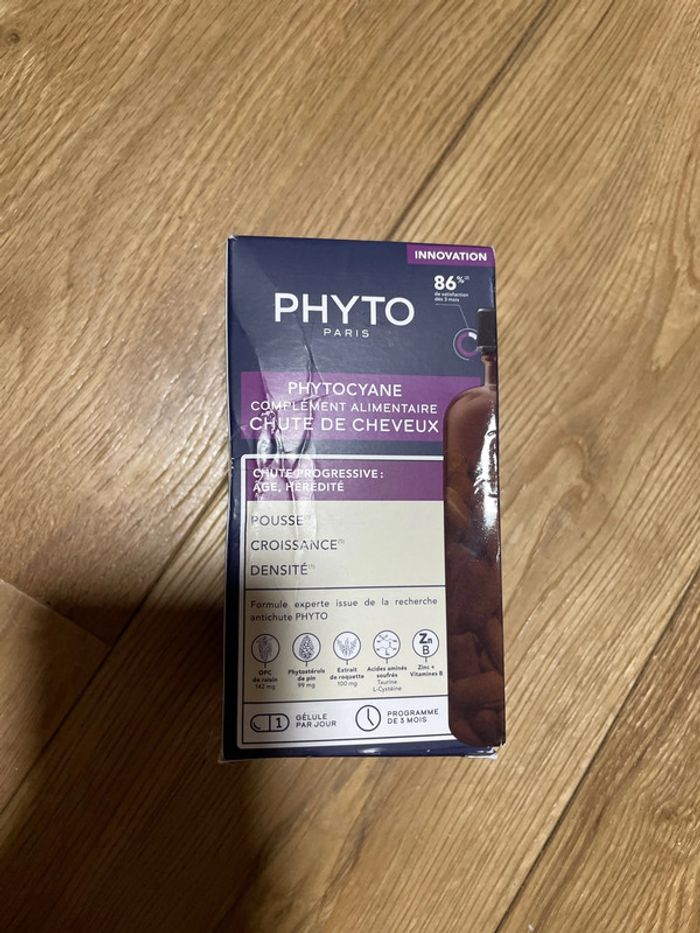 INNOVATION
86%(2)
de satisfaction
dès 3 mois
PHYTO
PARIS
PHYTOCYANE
COMPLÉMENT ALIMENTAIRE
CHUTE DE CHEVEUX
CHUTE PROGRESSIVE :
ÂGE, HÉRÉDITÉ
POUSSE
CROISSANCE(1)
DENSITÉ(1)
Formule experte issue de la recherche
antichute PHYTO
OPC
de raisin
142 mg
Phytostérols
de pin
99 mg
Extrait
de roquette
100 mg
Acides aminés
soufrés
Taurine
L-Cystéine
Zn
B
Zinc +
Vitamines B
1
GÉLULE
PAR JOUR
PROGRAMME
DE 3 MOIS